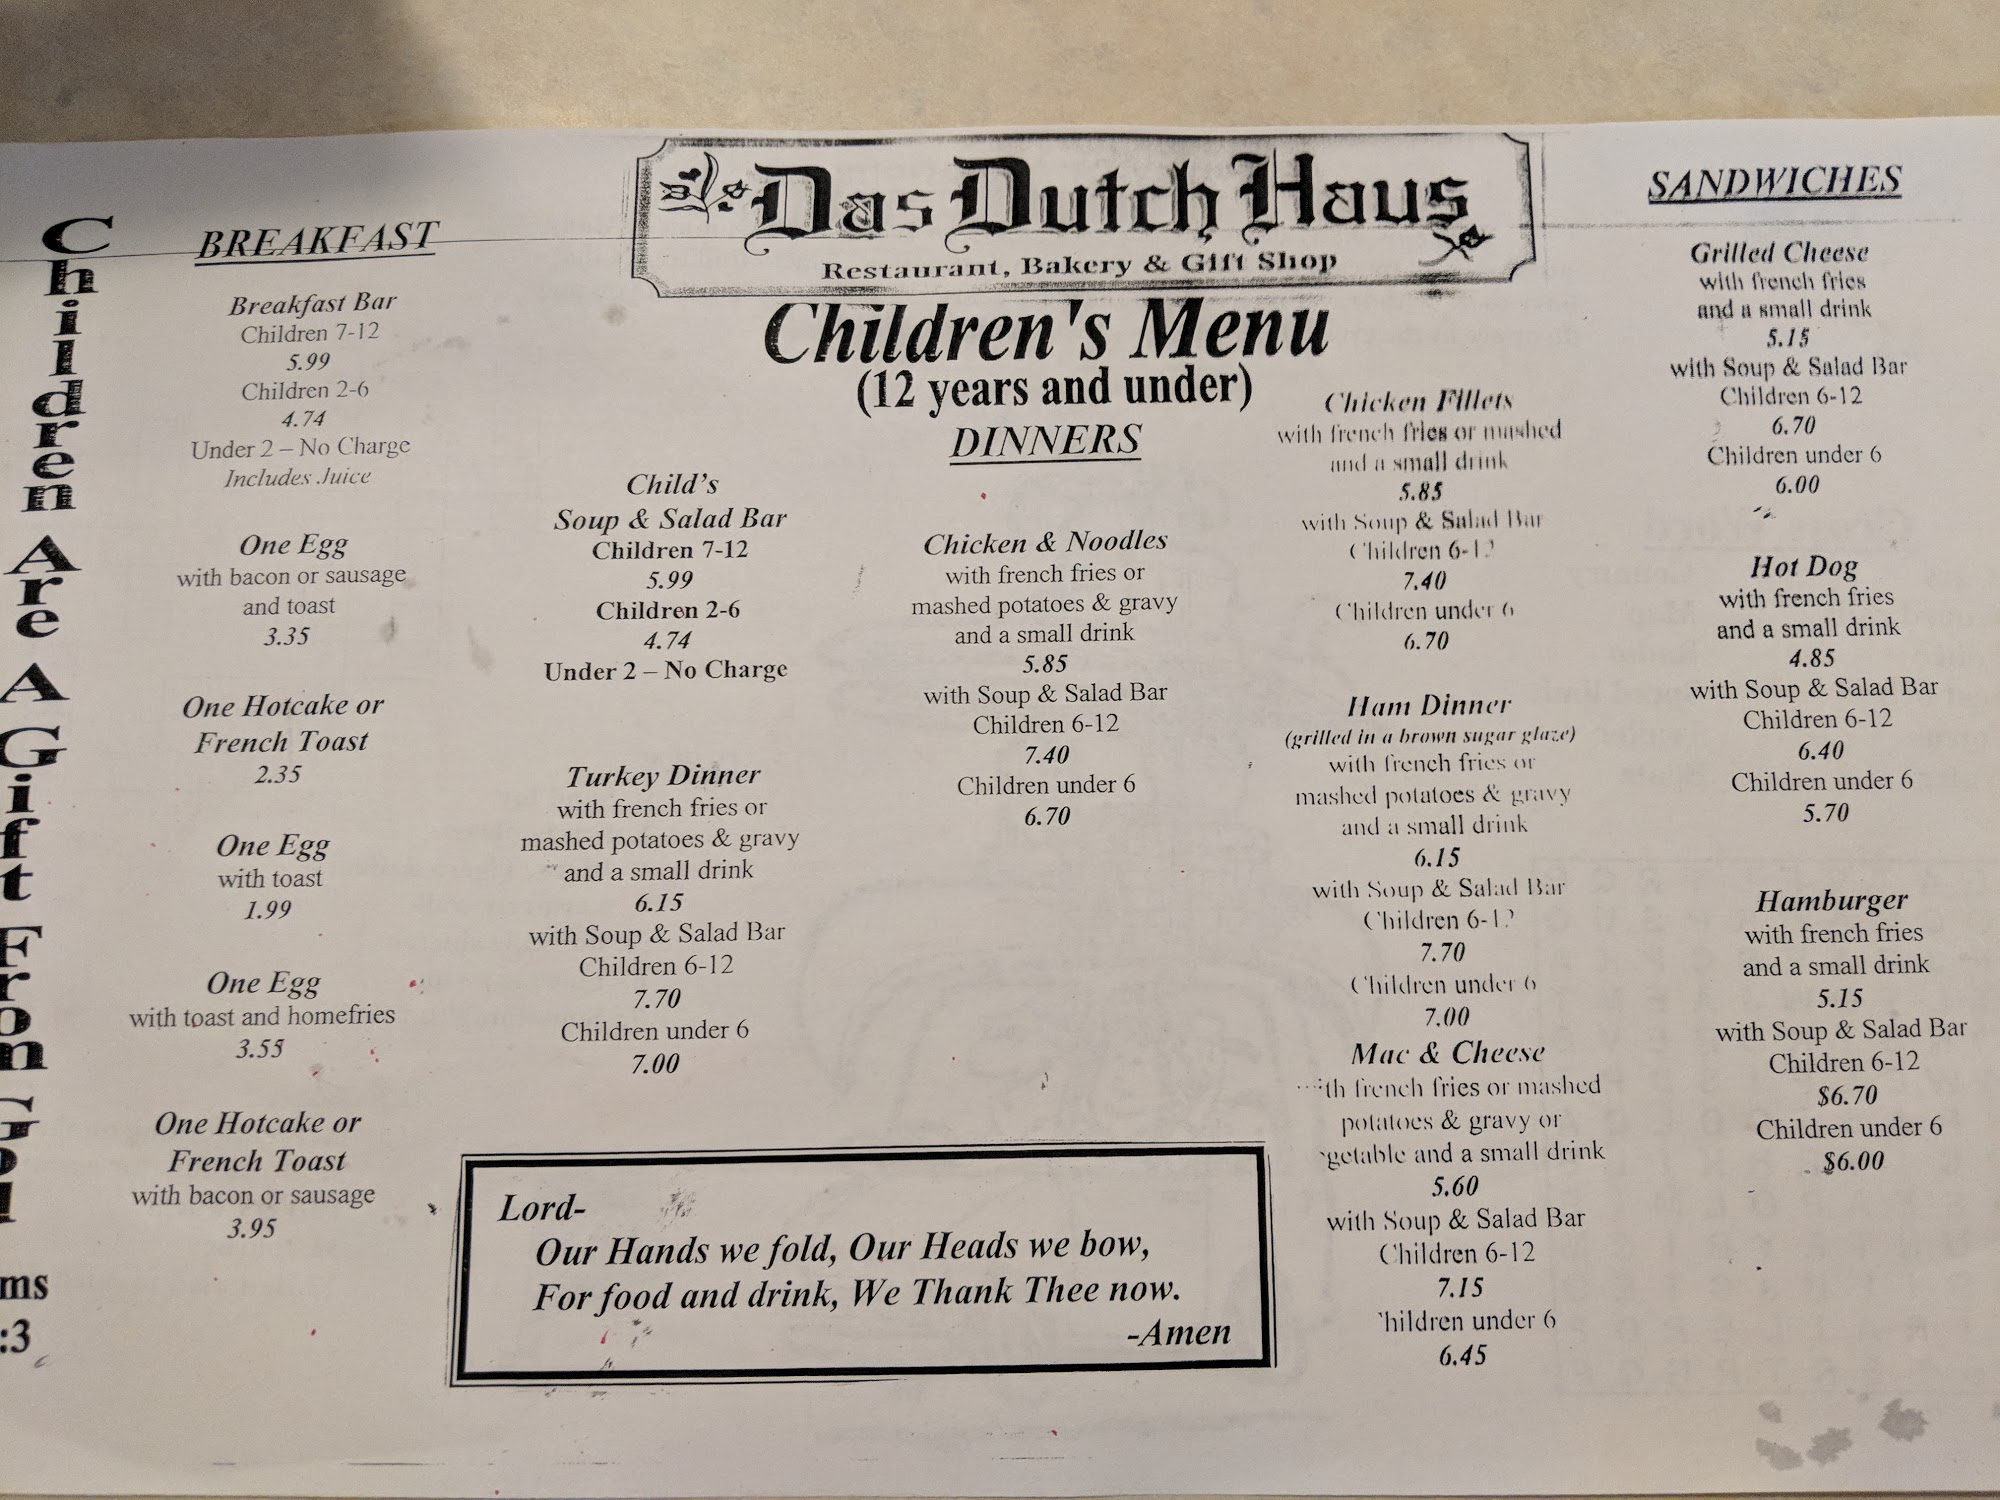 Das Dutch Haus
Restaurant, Bakery & Gift Shop
Children's Menu
(12 years and under)
Children Are A Gift From God
ms
:3
BREAKFAST
Breakfast Bar
Children 7-12
5.99
Children 2-6
4.74
Under 2 – No Charge
Includes Juice
One Egg
with bacon or sausage
and toast
3.35
One Hotcake or
French Toast
2.35
One Egg
with toast
1.99
One Egg
with toast and homefries
3.55
One Hotcake or
French Toast
with bacon or sausage
3.95
DINNERS
Child's
Soup & Salad Bar
Children 7-12
5.99
Children 2-6
4.74
Under 2 – No Charge
Turkey Dinner
with french fries or
mashed potatoes & gravy
and a small drink
6.15
with Soup & Salad Bar
Children 6-12
7.70
Children under 6
7.00
Chicken & Noodles
with french fries or
mashed potatoes & gravy
and a small drink
5.85
with Soup & Salad Bar
Children 6-12
7.40
Children under 6
6.70
Chicken Fillets
with french fries or mashed
and a small drink
5.85
with Soup & Salad Bar
Children 6-12
7.40
Children under 6
6.70
Ham Dinner
(grilled in a brown sugar glaze)
with french fries or
mashed potatoes & gravy
and a small drink
6.15
with Soup & Salad Bar
Children 6-12
7.70
Children under 6
7.00
Mac & Cheese
with french fries or mashed
potatoes & gravy or
getable and a small drink
5.60
with Soup & Salad Bar
Children 6-12
7.15
hildren under 6
6.45
SANDWICHES
Grilled Cheese
with french fries
and a small drink
5.15
with Soup & Salad Bar
Children 6-12
6.70
Children under 6
6.00
Hot Dog
with french fries
and a small drink
4.85
with Soup & Salad Bar
Children 6-12
6.40
Children under 6
5.70
Hamburger
with french fries
and a small drink
5.15
with Soup & Salad Bar
Children 6-12
$6.70
Children under 6
$6.00
Lord-
Our Hands we fold, Our Heads we bow,
For food and drink, We Thank Thee now.
-Amen